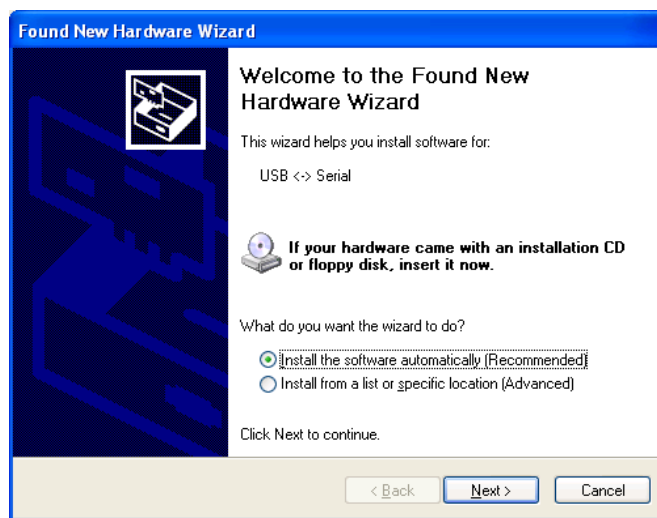 Found New Hardware Wizard
Welcome to the Found New
Hardware Wizard
This wizard helps you install software for:
USB <-> Serial
If your hardware came with an installation CD
or floppy disk, insert it now.
What do you want the wizard to do?
Install the software automatically (Recommended)
Install from a list or specific location (Advanced)
Click Next to continue.
< Back
Next >
Cancel